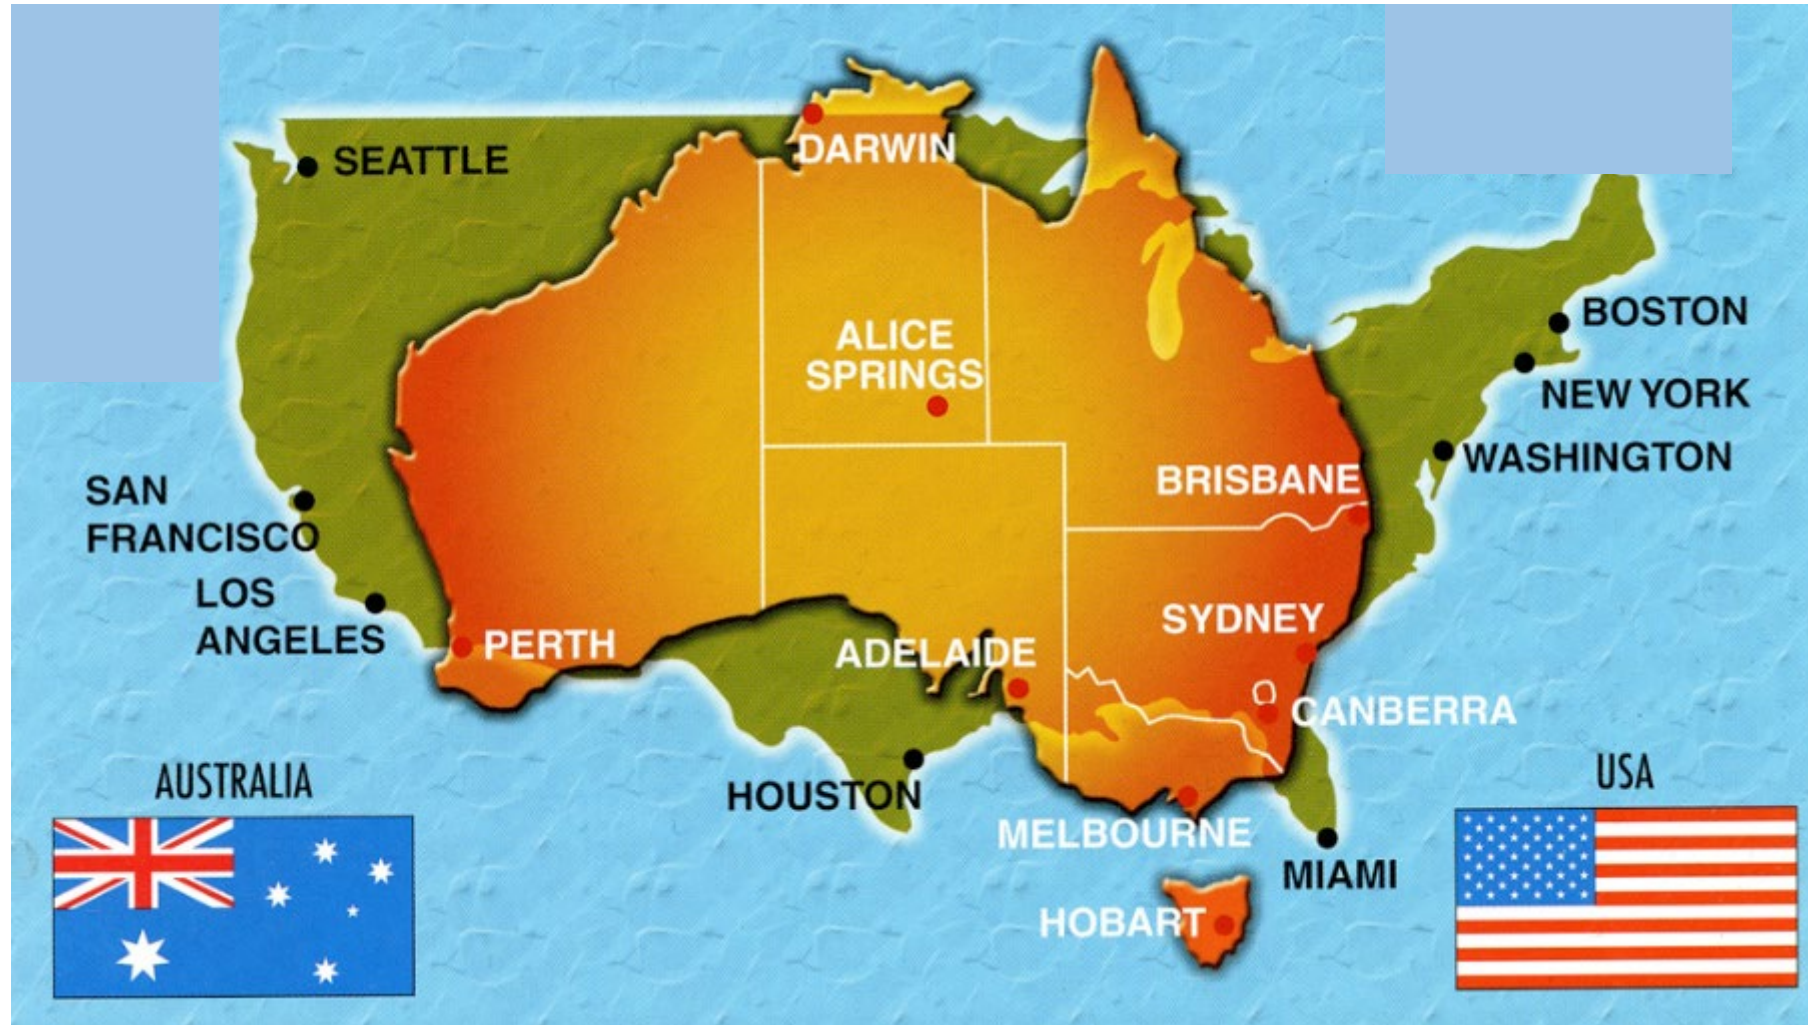 SEATTLE
DARWIN
ALICE
SPRINGS
BOSTON
NEW YORK
WASHINGTON
BRISBANE
SAN
FRANCISCO
LOS
ANGELES
SYDNEY
PERTH
ADELAIDE
CANBERRA
HOUSTON
MELBOURNE
MIAMI
HOBART
AUSTRALIA
USA